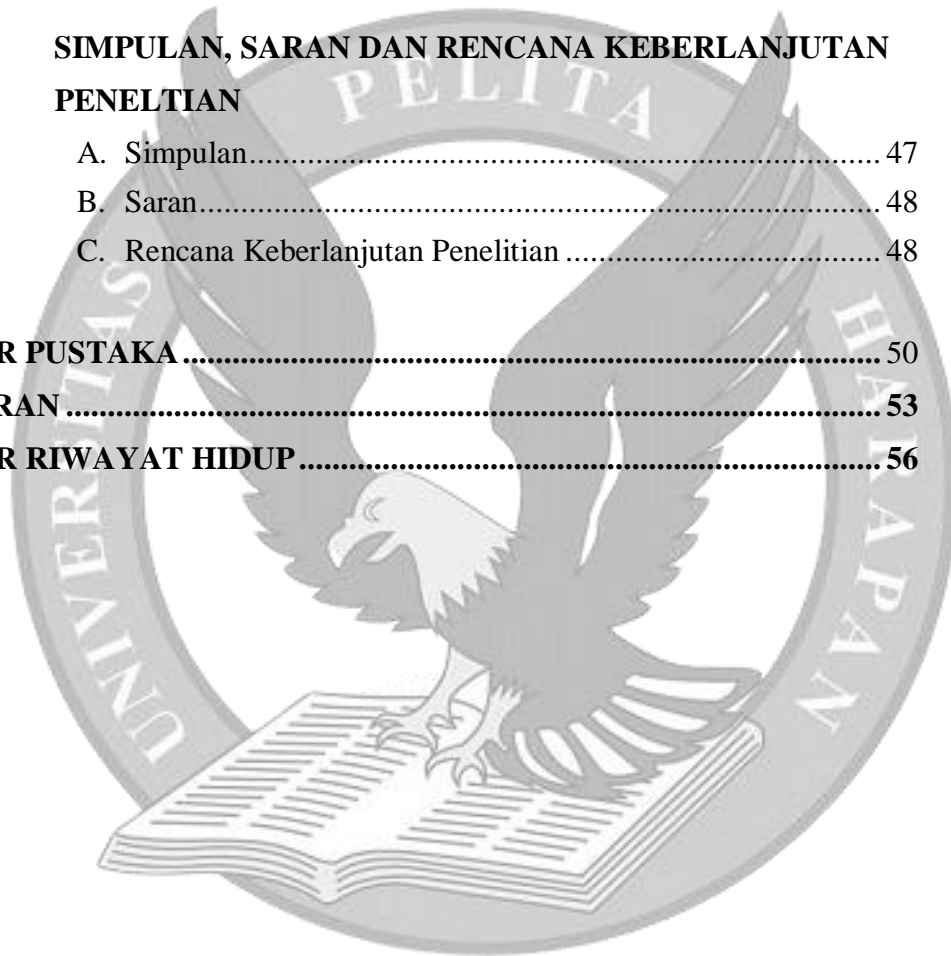 SIMPULAN, SARAN DAN RENCANA KEBERLANJUTAN
PENELTIAN
A. Simpulan.......................................................................................... 47
B. Saran................................................................................................. 48
C. Rencana Keberlanjutan Penelitian .......................................... 48
R PUSTAKA ................................................................................................ 50
RAN ............................................................................................................... 53
R RIWAYAT HIDUP .................................................................................. 56
UNIVERSITAS PELITA HARAPAN